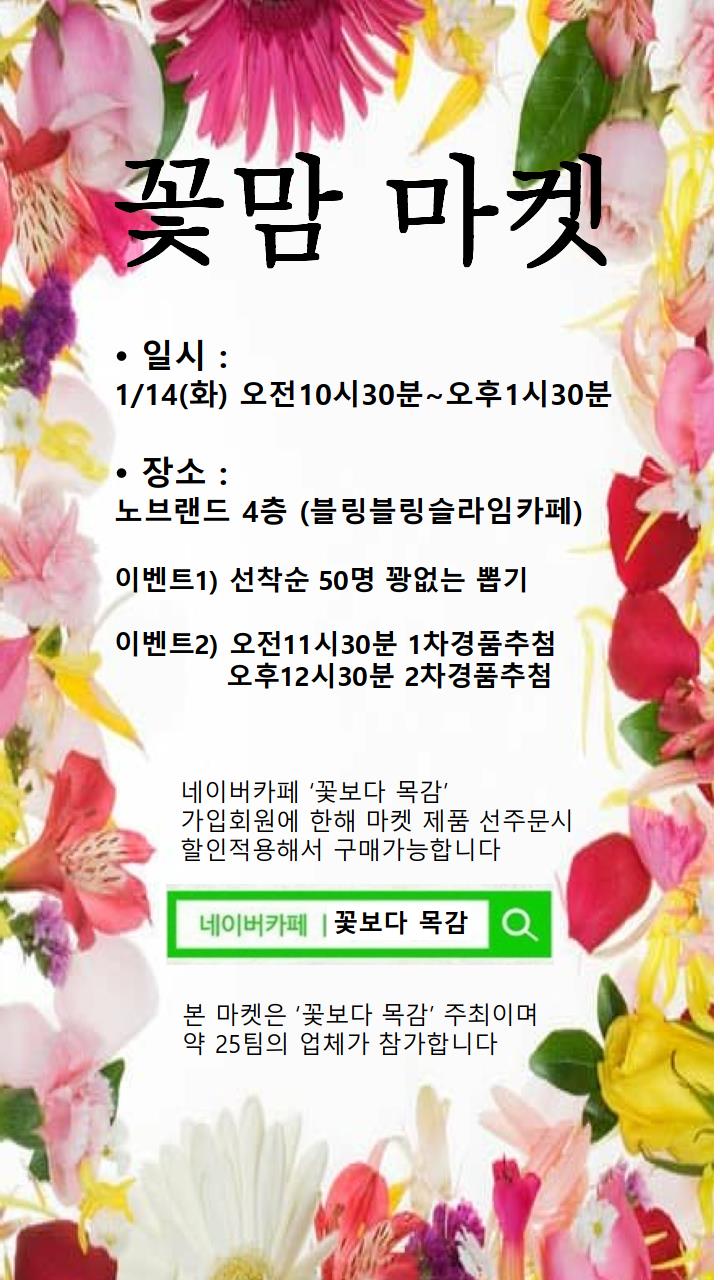 꽃맘 마켓
• 일시 :
1/14(화) 오전10시30분~오후1시30분
• 장소 :
노브랜드 4층 (블링블링슬라임카페)
이벤트1) 선착순 50명 꽝없는 뽑기
이벤트2) 오전11시30분 1차경품추첨
오후12시30분 2차경품추첨
네이버카페 ‘꽃보다 목감’
가입회원에 한해 마켓 제품 선주문시
할인적용해서 구매가능합니다
네이버카페 | 꽃보다 목감
본 마켓은 ‘꽃보다 목감’ 주최이며
약 25팀의 업체가 참가합니다